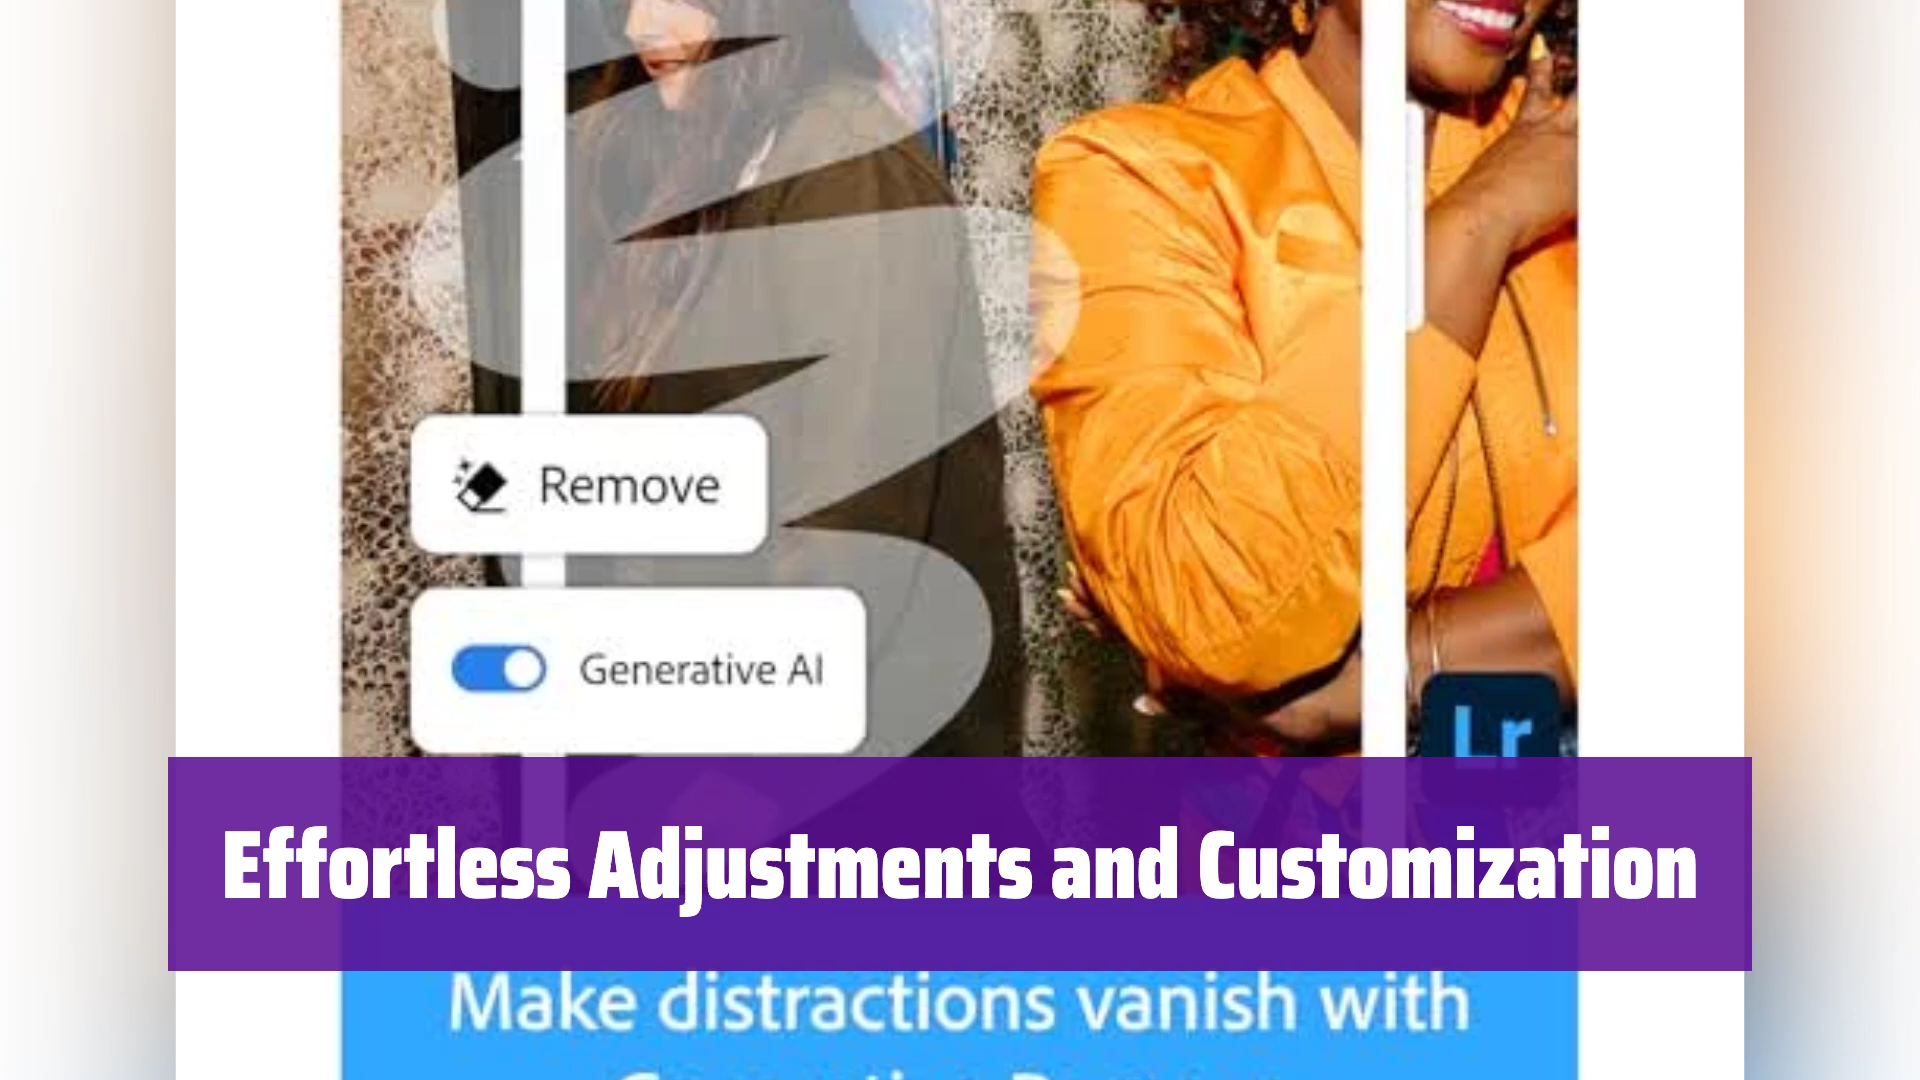 Remove
Generative AI
Lr
Effortless Adjustments and Customization
Make distractions vanish with